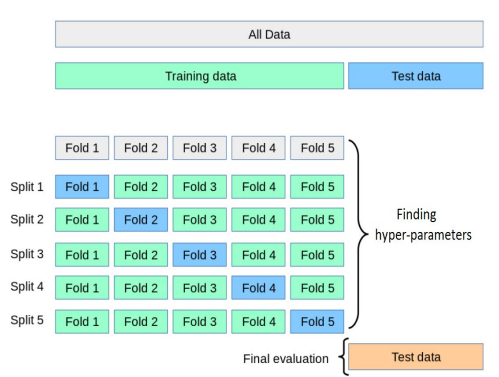 All Data
Training data Test data
Fold 1 Fold 2 Fold 3 Fold 4 Fold 5
Split 1 Fold 1 Fold 2 Fold 3 Fold 4 Fold 5
Split 2 Fold 1 Fold 2 Fold 3 Fold 4 Fold 5
Split 3 Fold 1 Fold 2 Fold 3 Fold 4 Fold 5
Split 4 Fold 1 Fold 2 Fold 3 Fold 4 Fold 5
Split 5 Fold 1 Fold 2 Fold 3 Fold 4 Fold 5
Finding
hyper-parameters
Final evaluation Test data